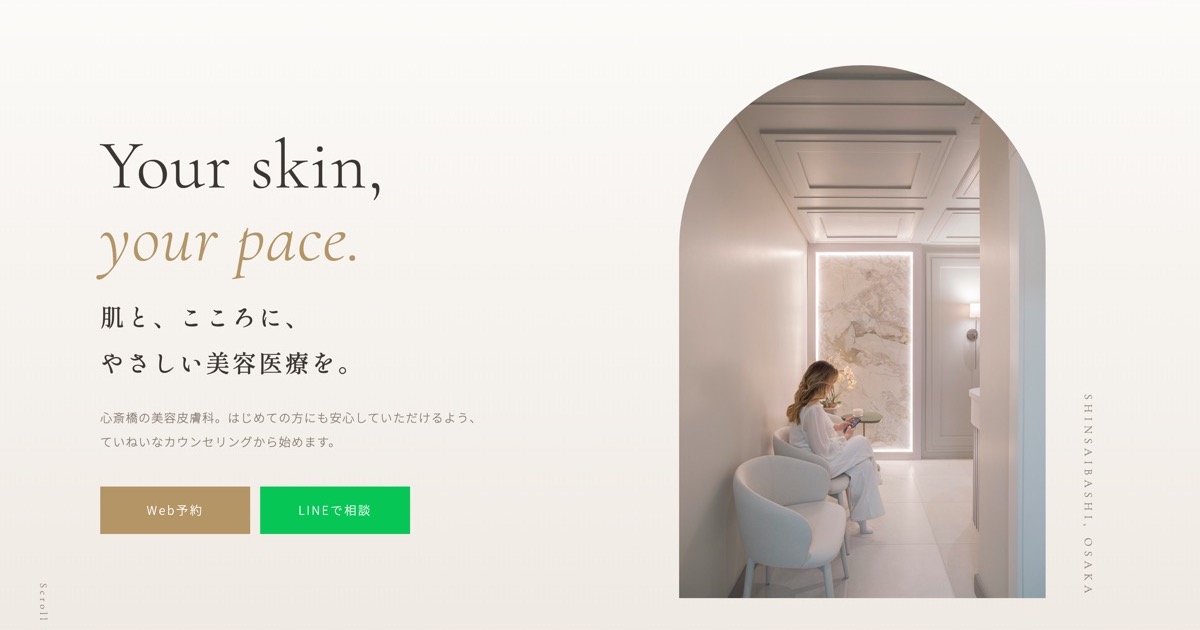 Your skin,
your pace.
肌と、こころに、
やさしい美容医療を。
心斎橋の美容皮膚科。はじめての方にも安心していただけるよう、
ていねいなカウンセリングから始めます。
Web予約
LINEで相談
Scroll
SHINSAIBASHI, OSAKA